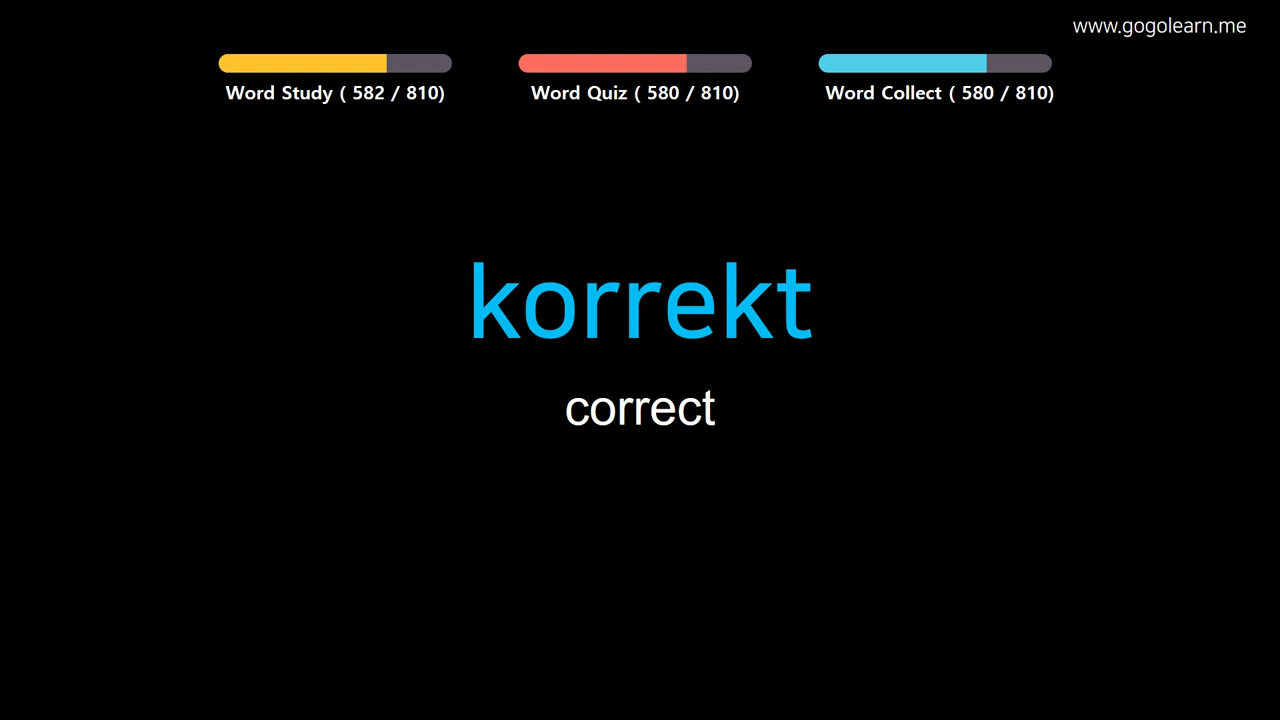 www.gogolearn.me
Word Study ( 582 / 810)
Word Quiz ( 580 / 810)
Word Collect ( 580 / 810)
korrekt
correct